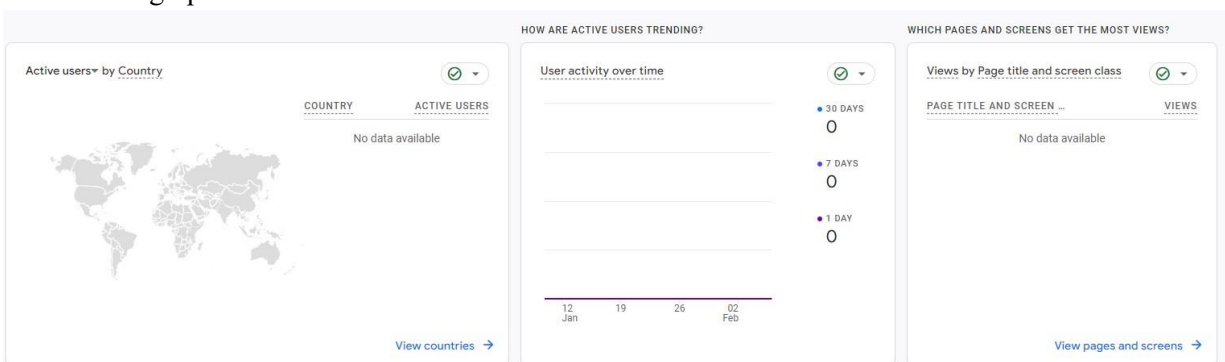 HOW ARE ACTIVE USERS TRENDING?
WHICH PAGES AND SCREENS GET THE MOST VIEWS?
Active users by Country
COUNTRY ACTIVE USERS
No data available
View countries →
User activity over time
30 DAYS
0
7 DAYS
0
1 DAY
0
12 19 26 02
Jan Feb
Views by Page title and screen class
PAGE TITLE AND SCREEN … VIEWS
No data available
View pages and screens →